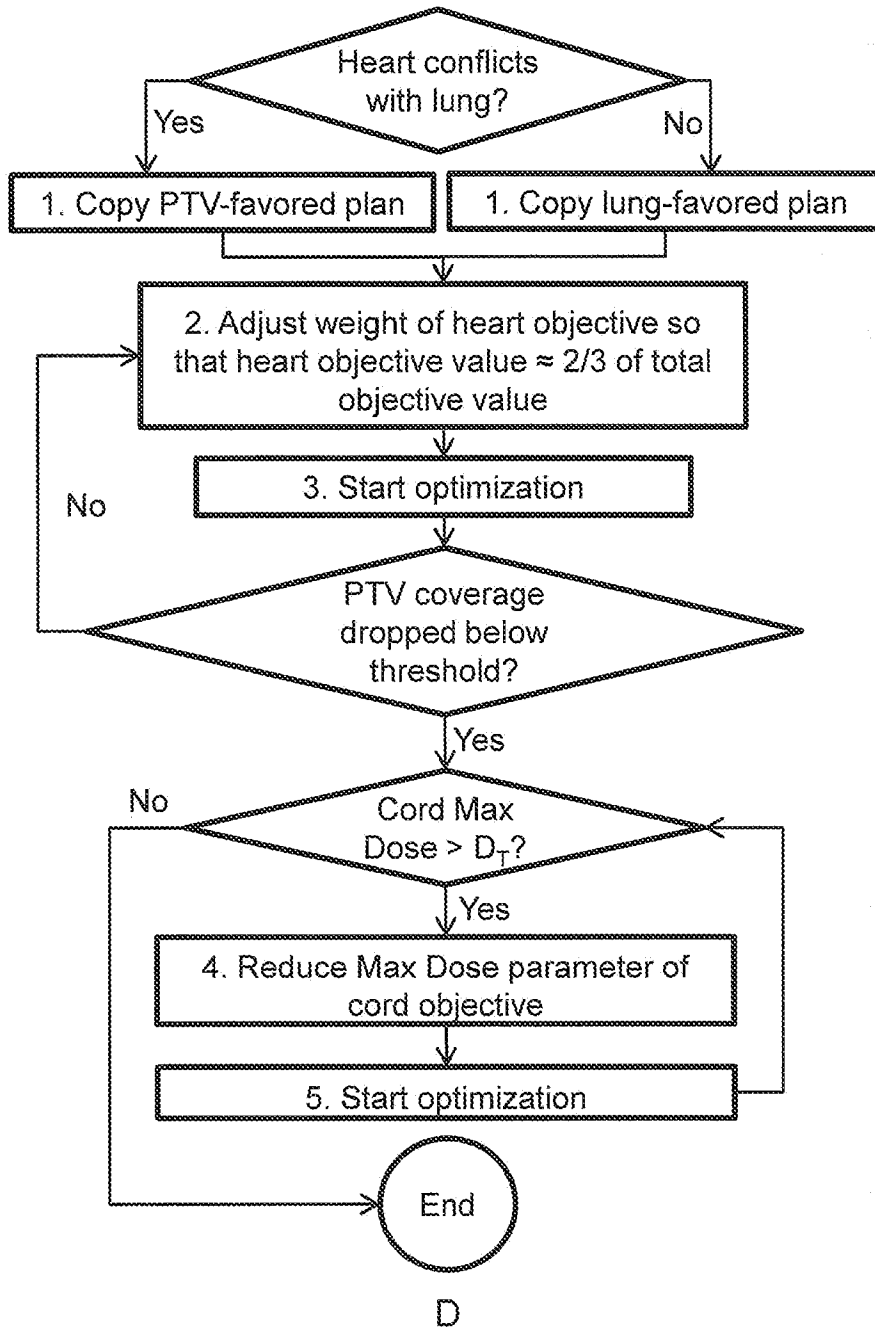 Heart conflicts
with lung?
Yes
No
1. Copy PTV-favored plan
1. Copy lung-favored plan
2. Adjust weight of heart objective so
that heart objective value ≈ 2/3 of total
objective value
3. Start optimization
No
PTV coverage
dropped below
threshold?
Yes
No
Cord Max
Dose > D_T?
Yes
4. Reduce Max Dose parameter of
cord objective
5. Start optimization
End
D